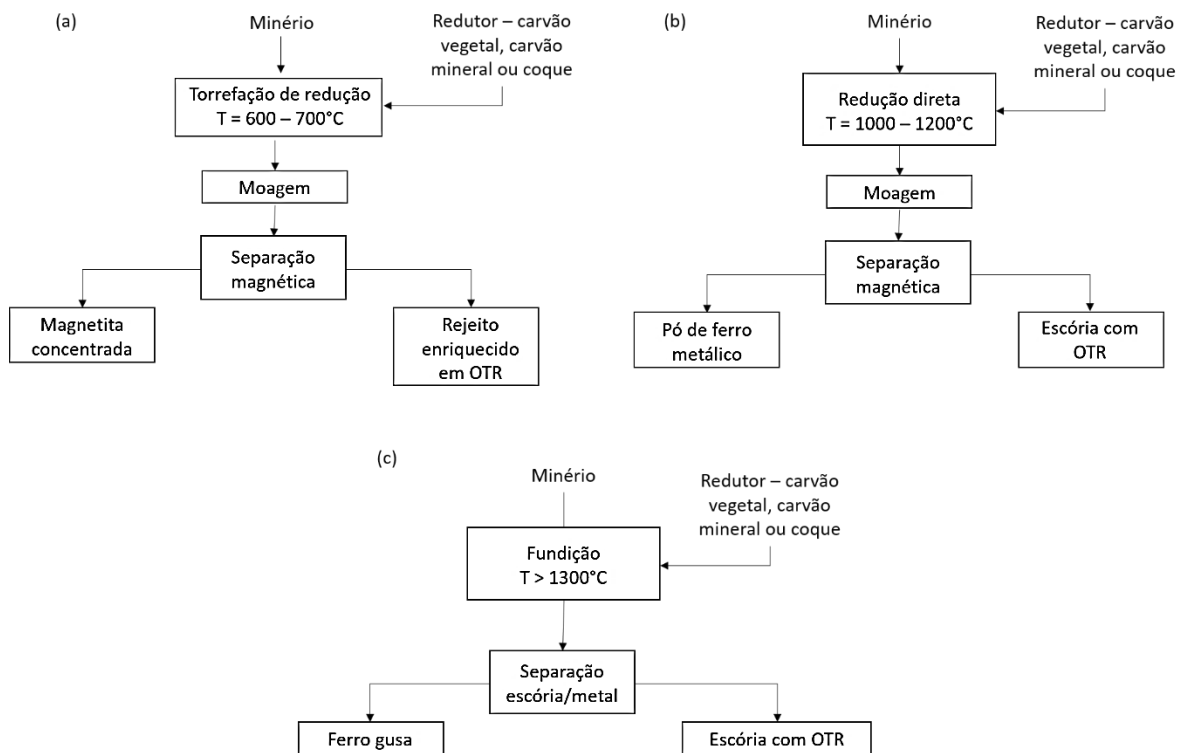 (a)
Minério
Redutor – carvão
vegetal, carvão
mineral ou coque
Torrefação de redução
T = 600 – 700°C
Moagem
Separação
magnética
Magnetita
concentrada
Rejeito
enriquecido
em OTR
(b)
Minério
Redutor – carvão
vegetal, carvão
mineral ou coque
Redução direta
T = 1000 – 1200°C
Moagem
Separação
magnética
Pó de ferro
metálico
Escória com
OTR
(c)
Minério
Redutor – carvão
vegetal, carvão
mineral ou coque
Fundição
T > 1300°C
Separação
escória/metal
Ferro gusa
Escória com OTR